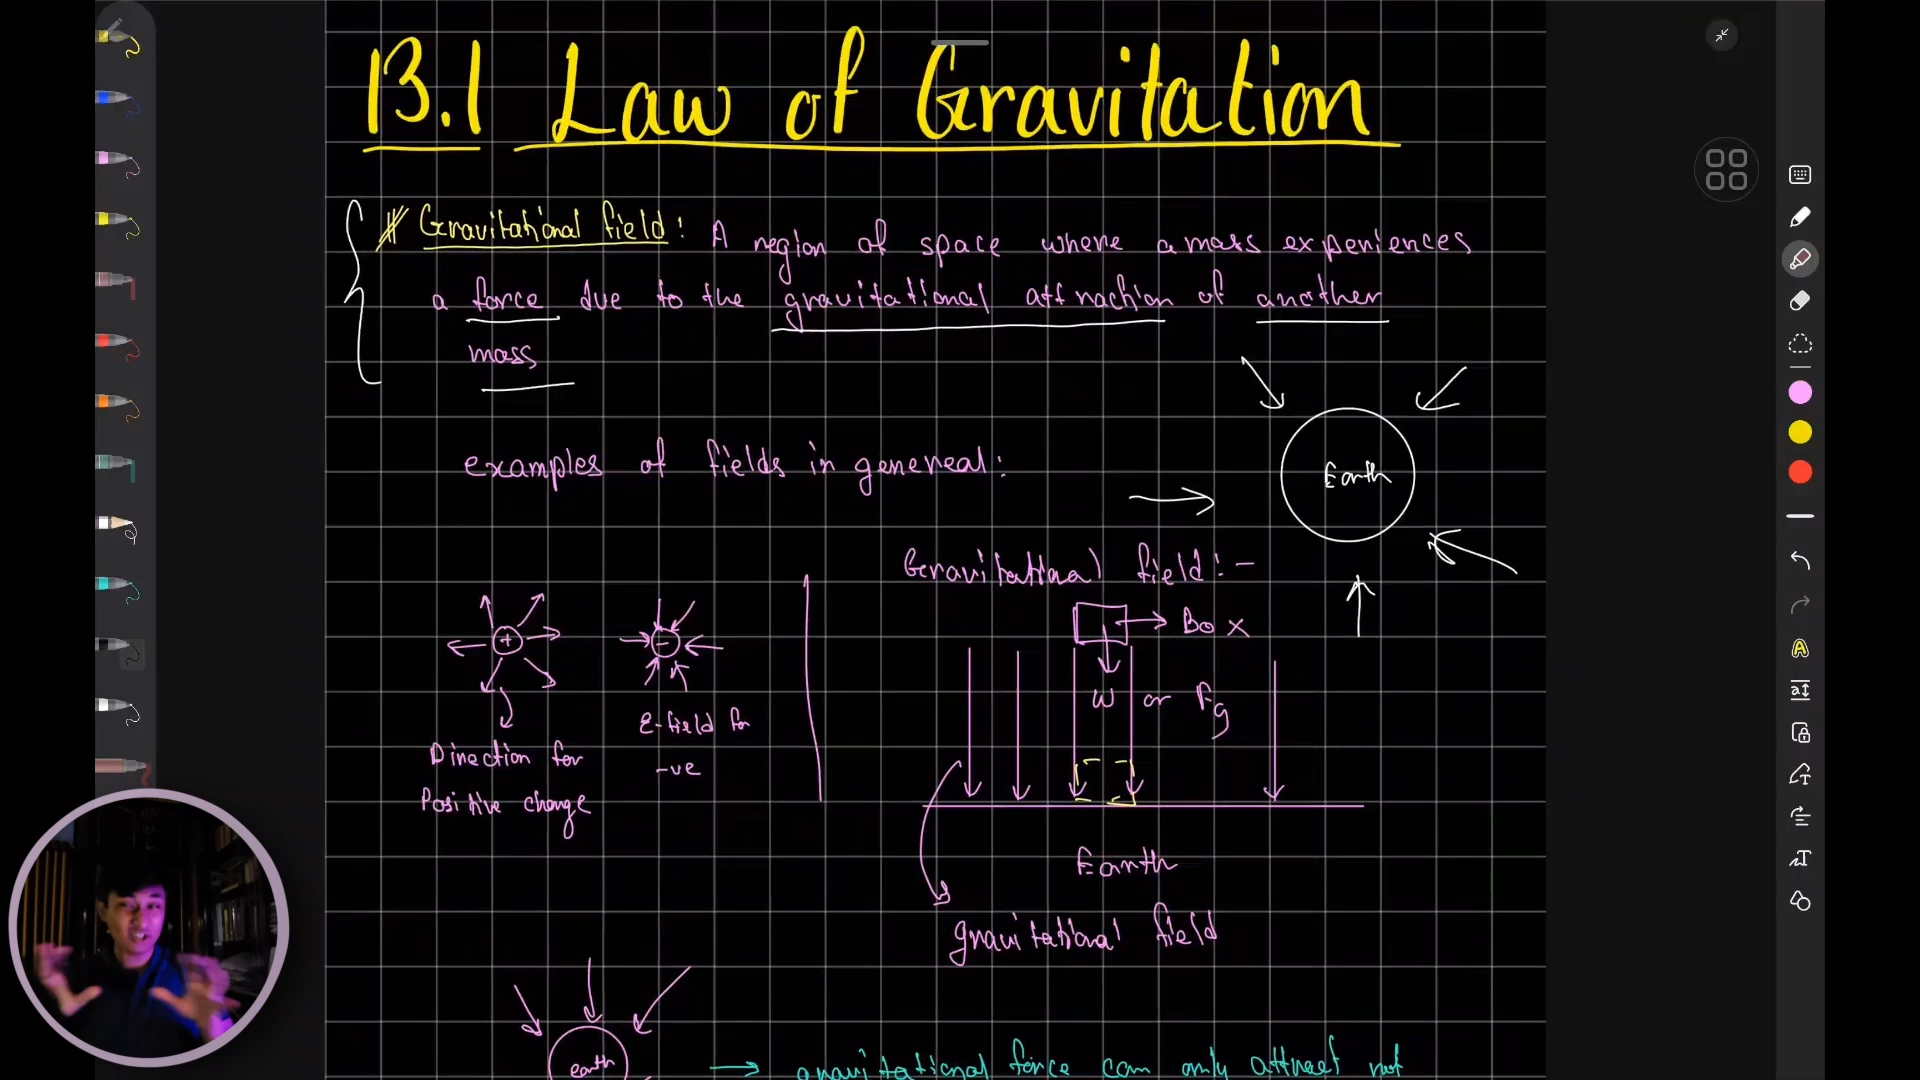 13.1 Law of Gravitation
# Gravitational field: A region of space where a mass experiences
a force due to the gravitational attraction of another
mass
examples of fields in genereal:
Earth
Gravitational field:-
Box
+
-
W or Fg
E-field for
-ve
Direction for
Positive change
Earth
gravitational field
earth
gravitational force can only attract not